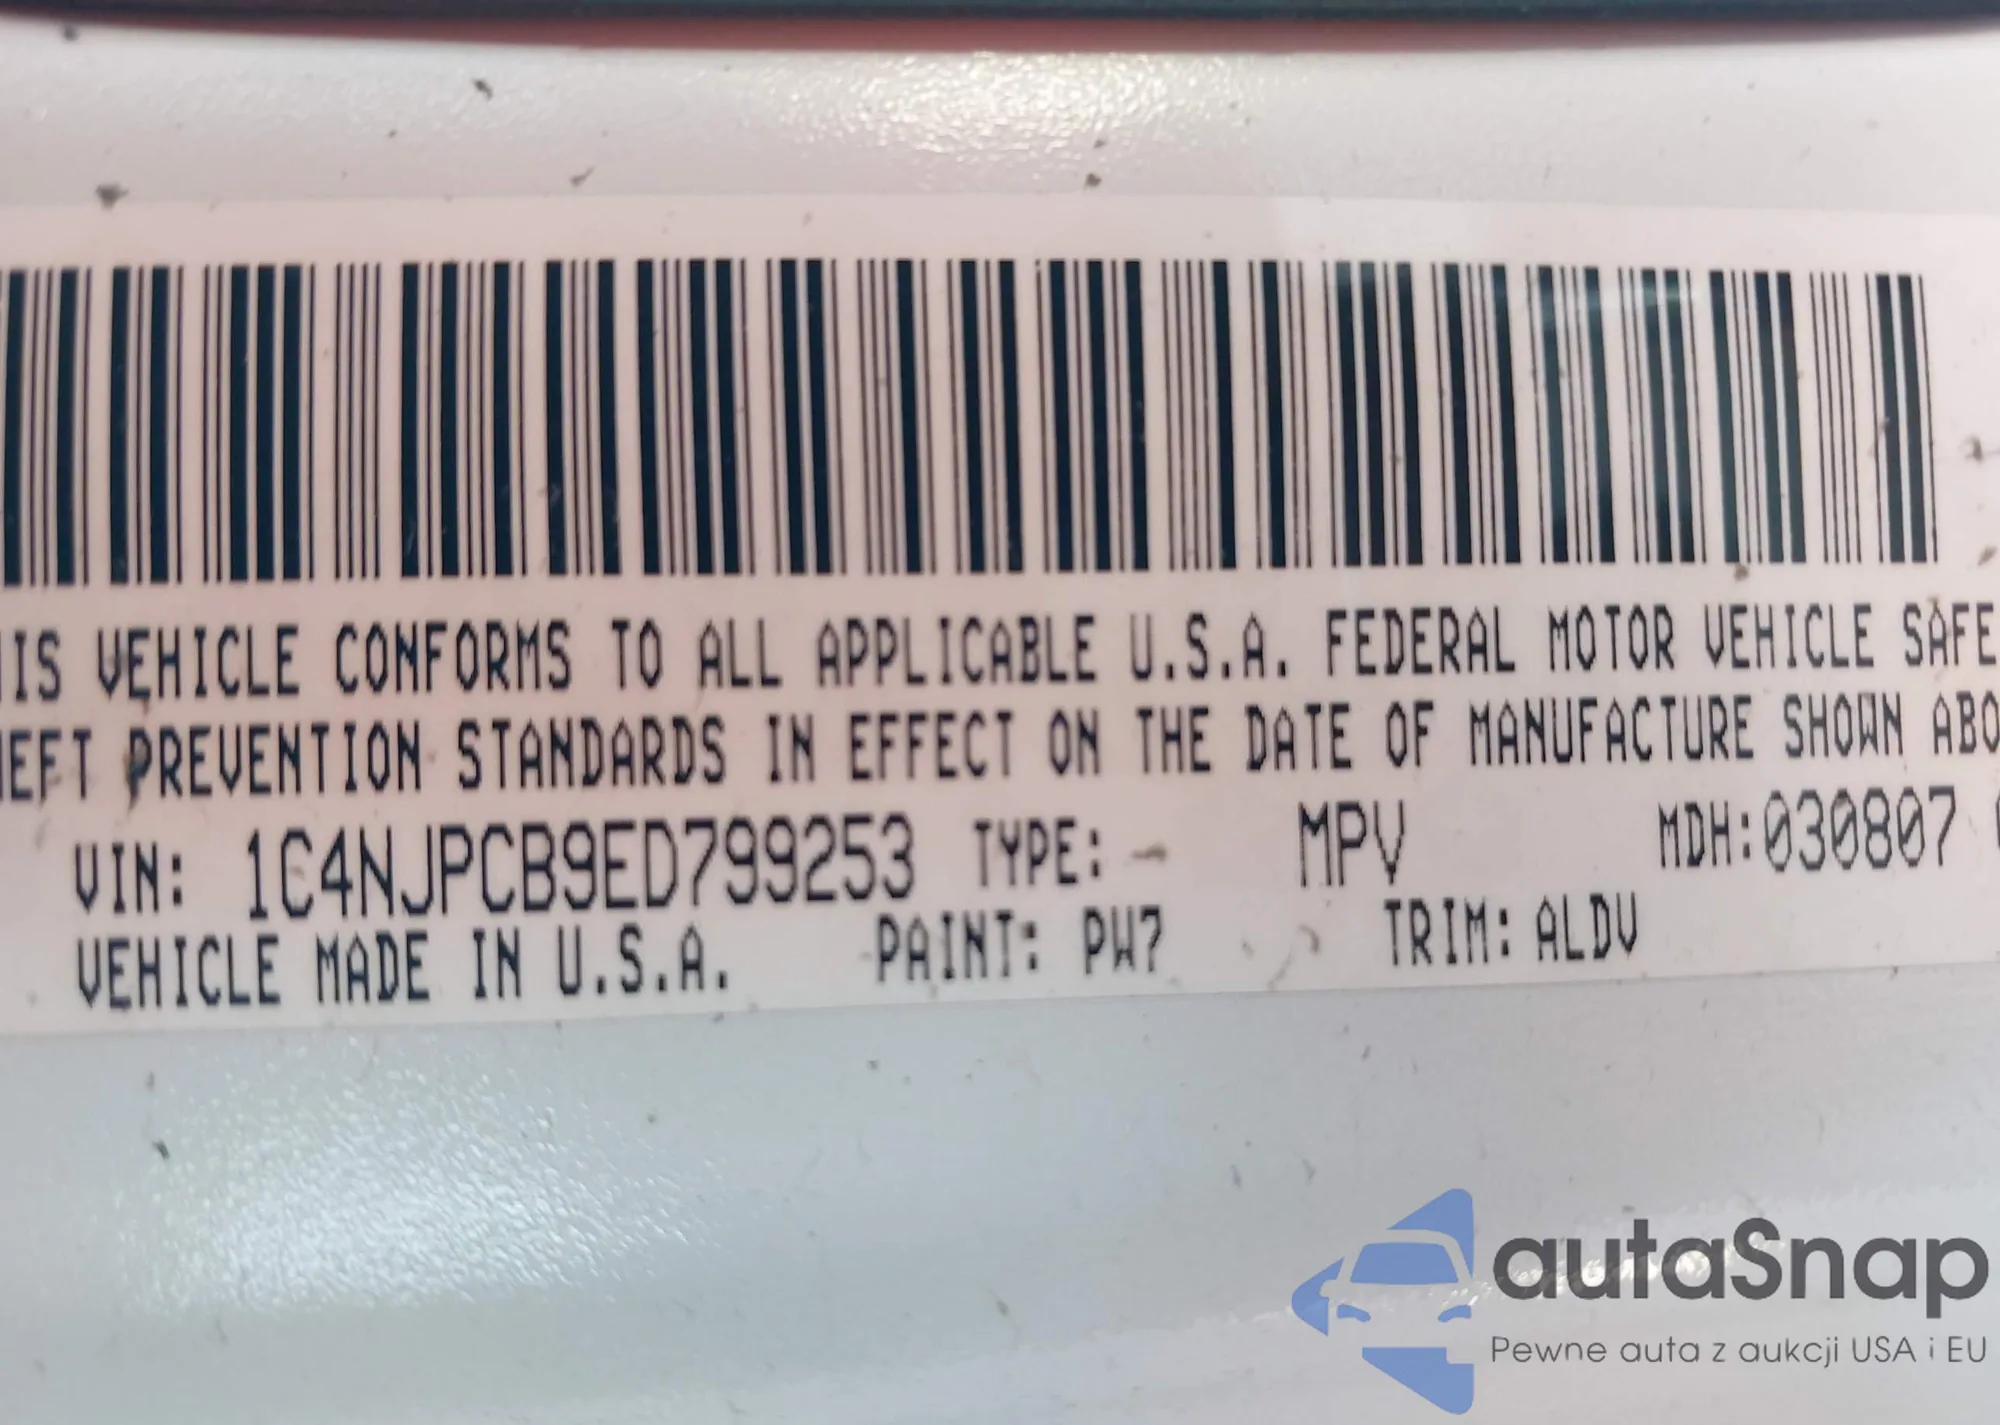 IS VEHICLE CONFORMS TO ALL APPLICABLE U.S.A. FEDERAL MOTOR VEHICLE SAFE
EFT PREVENTION STANDARDS IN EFFECT ON THE DATE OF MANUFACTURE SHOWN ABO
VIN: 1C4NJPCB9ED799253 TYPE: MPV MDH:030807
VEHICLE MADE IN U.S.A. PAINT: PW7 TRIM: ALDV
autaSnap
Pewne auta z aukcji USA i EU